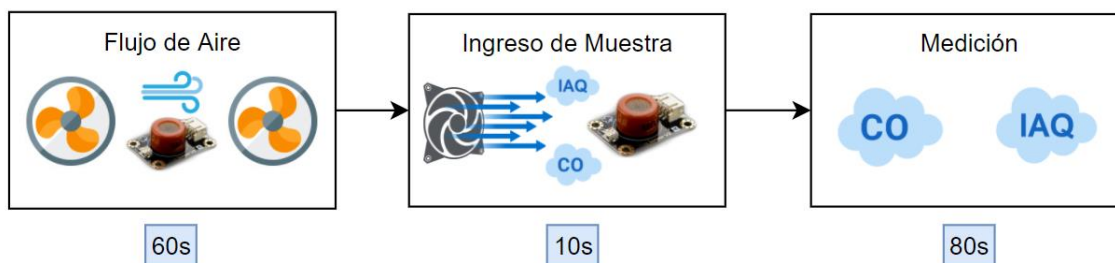 Flujo de Aire
Ingreso de Muestra
IAQ
CO
Medición
CO
IAQ
60s
10s
80s